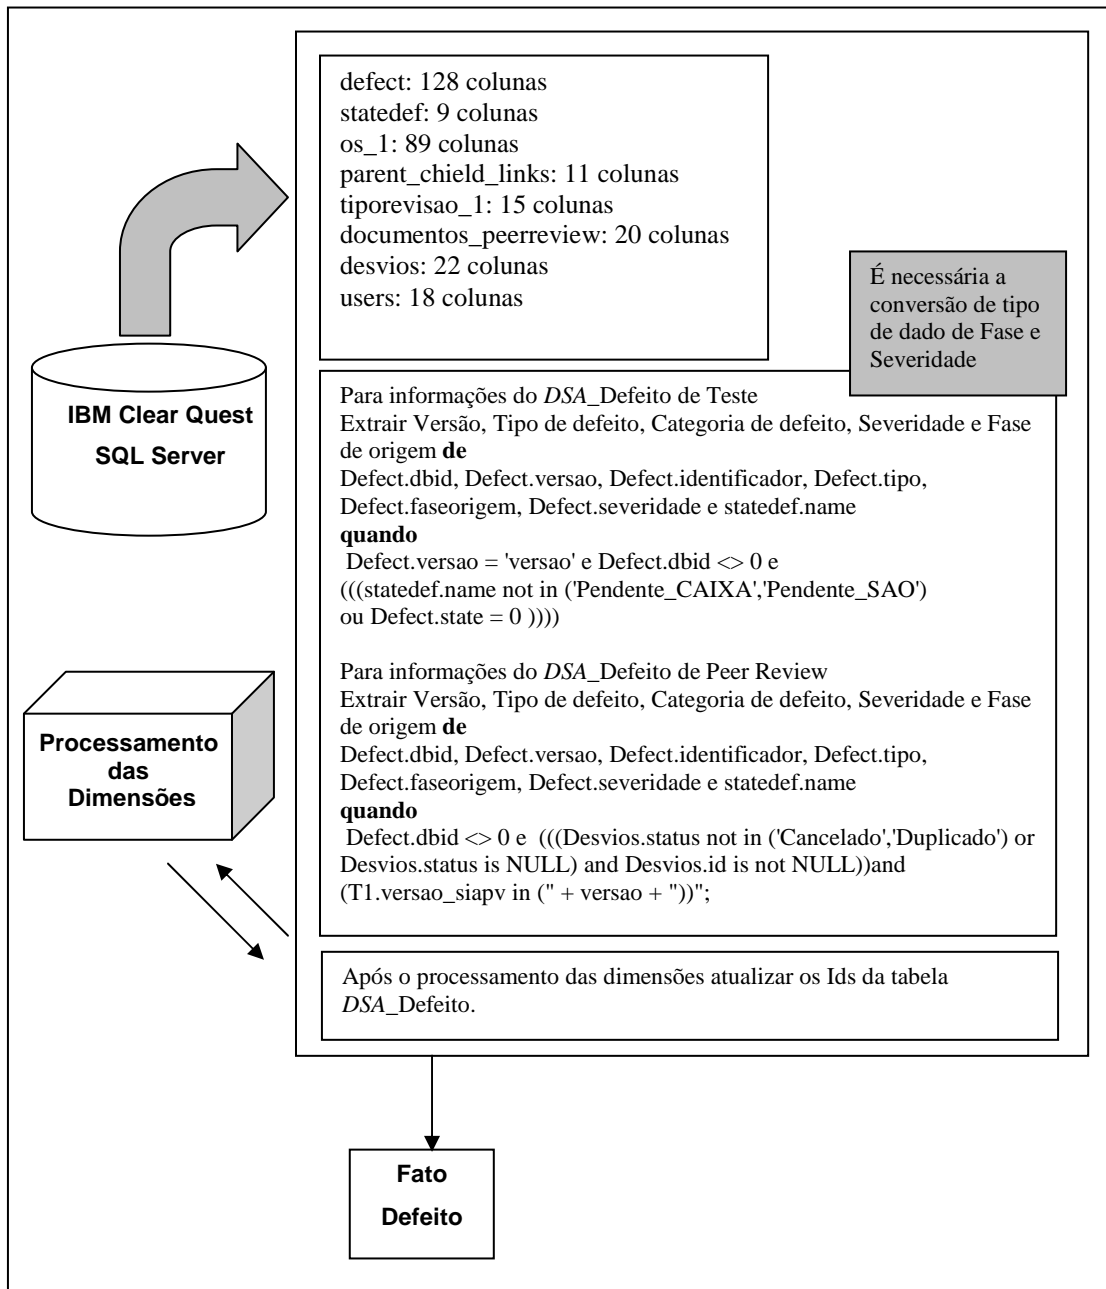 defect: 128 colunas
statedef: 9 colunas
os_1: 89 colunas
parent_chield_links: 11 colunas
tiporevisao_1: 15 colunas
documentos_peerreview: 20 colunas
desvios: 22 colunas
users: 18 colunas
É necessária a
conversão de tipo
de dado de Fase e
Severidade
IBM Clear Quest
SQL Server
Para informações do DSA_Defeito de Teste
Extrair Versão, Tipo de defeito, Categoria de defeito, Severidade e Fase
de origem de
Defect.dbid, Defect.versao, Defect.identificador, Defect.tipo,
Defect.faseorigem, Defect.severidade e statedef.name
quando
Defect.versao = 'versao' e Defect.dbid <> 0 e
(((statedef.name not in ('Pendente_CAIXA','Pendente_SAO')
ou Defect.state = 0 ))))
Para informações do DSA_Defeito de Peer Review
Extrair Versão, Tipo de defeito, Categoria de defeito, Severidade e Fase
de origem de
Defect.dbid, Defect.versao, Defect.identificador, Defect.tipo,
Defect.faseorigem, Defect.severidade e statedef.name
quando
Defect.dbid <> 0 e  (((Desvios.status not in ('Cancelado','Duplicado') or
Desvios.status is NULL) and Desvios.id is not NULL))and
(T1.versao_siapv in (" + versao + "))";
Processamento
das
Dimensões
Após o processamento das dimensões atualizar os Ids da tabela
DSA_Defeito.
Fato
Defeito